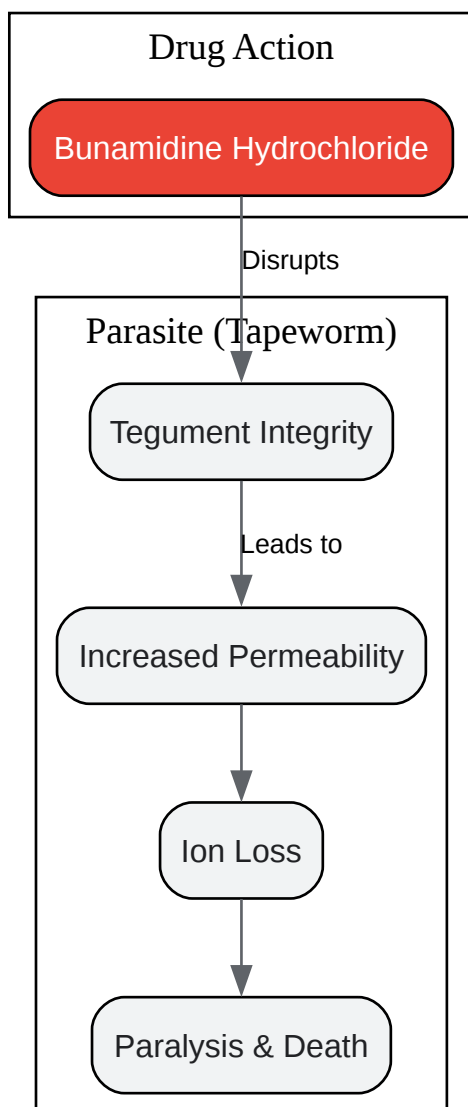 Drug Action
Bunamidine Hydrochloride
Disrupts
Parasite (Tapeworm)
Tegument Integrity
Leads to
Increased Permeability
Ion Loss
Paralysis & Death